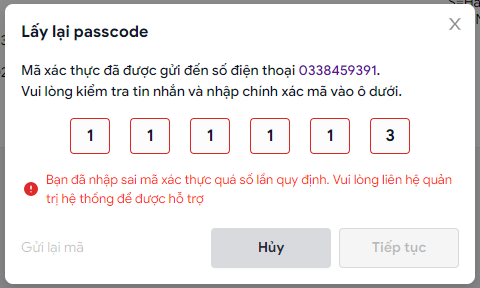 Lấy lại passcode
Mã xác thực đã được gửi đến số điện thoại 0338459391.
Vui lòng kiểm tra tin nhắn và nhập chính xác mã vào ô dưới.
1 1 1 1 1 3
Bạn đã nhập sai mã xác thực quá số lần quy định. Vui lòng liên hệ quản
trị hệ thống để được hỗ trợ
Gửi lại mã Hủy Tiếp tục